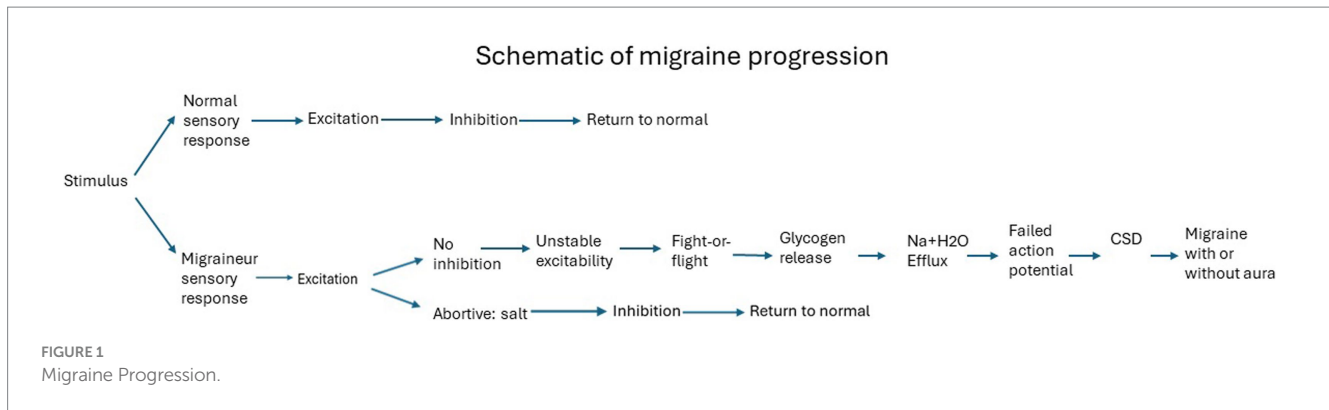 Schematic of migraine progression
Normal
sensory
response
Excitation
Inhibition
Return to normal
Stimulus
Migraineur
sensory
response
Excitation
No
inhibition
Unstable
excitability
Fight-or-
flight
Glycogen
release
Na+H2O
Efflux
Failed
action
potential
CSD
Migraine
with or
without aura
Abortive: salt
Inhibition
Return to normal
FIGURE 1
Migraine Progression.